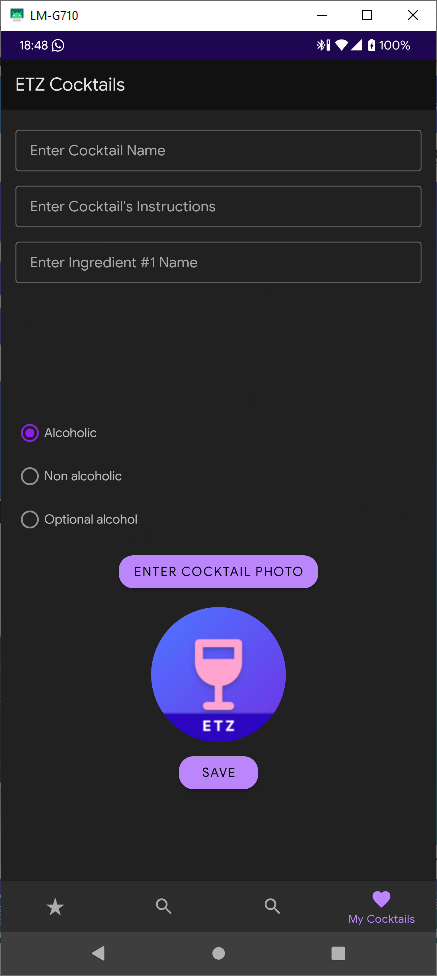 LM-G710
18:48 100%
ETZ Cocktails
Enter Cocktail Name
Enter Cocktail's Instructions
Enter Ingredient #1 Name
Alcoholic
Non alcoholic
Optional alcohol
ENTER COCKTAIL PHOTO
ETZ
SAVE
My Cocktails